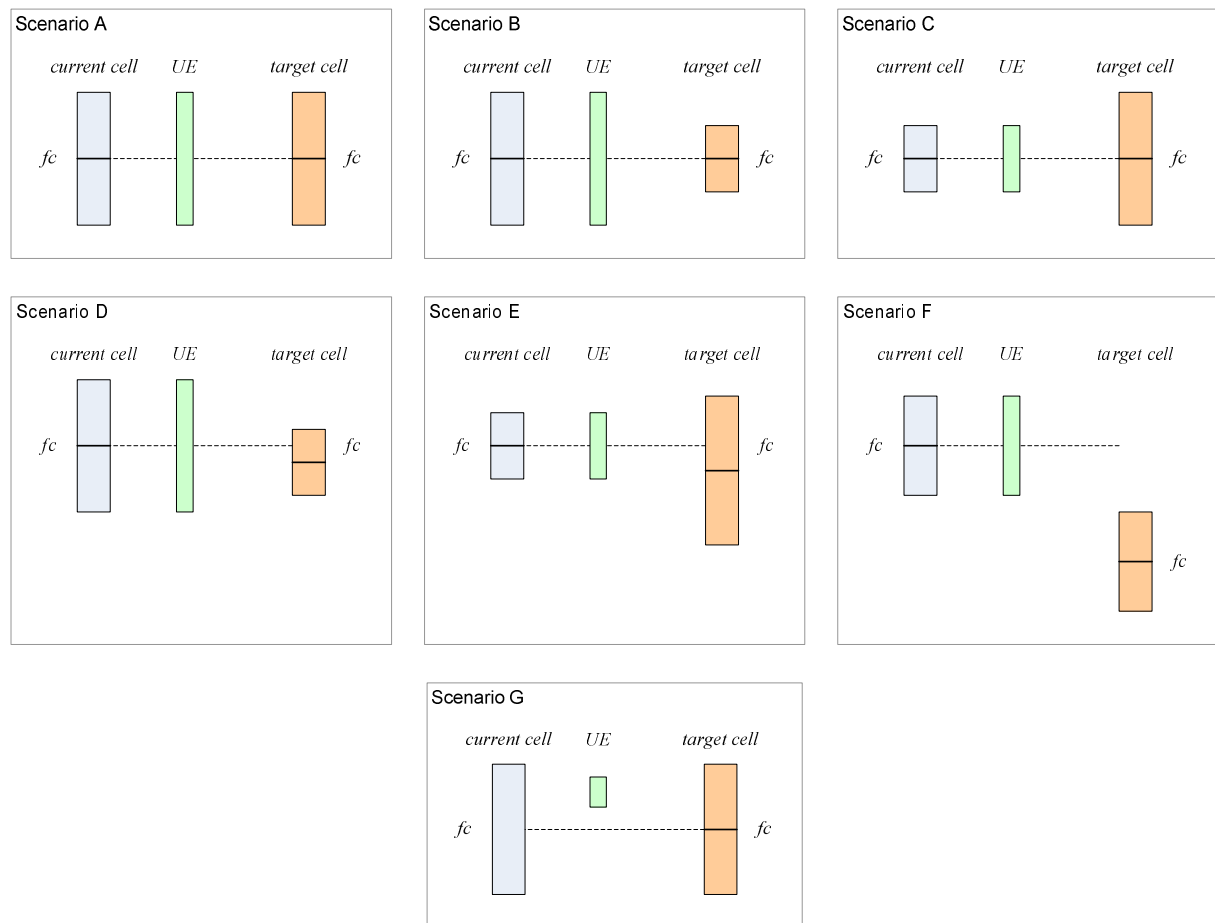 Scenario A
current cell UE target cell
fc fc
Scenario B
current cell UE target cell
fc fc
Scenario C
current cell UE target cell
fc fc
Scenario D
current cell UE target cell
fc fc
Scenario E
current cell UE target cell
fc fc
Scenario F
current cell UE target cell
fc
fc
Scenario G
current cell UE target cell
fc fc